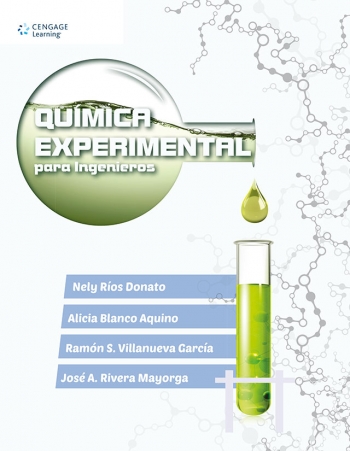 CENGAGE
Learning
QUÍMICA
EXPERIMENTAL
para Ingenieros
Nely Ríos Donato
Alicia Blanco Aquino
Ramón S. Villanueva García
José A. Rivera Mayorga